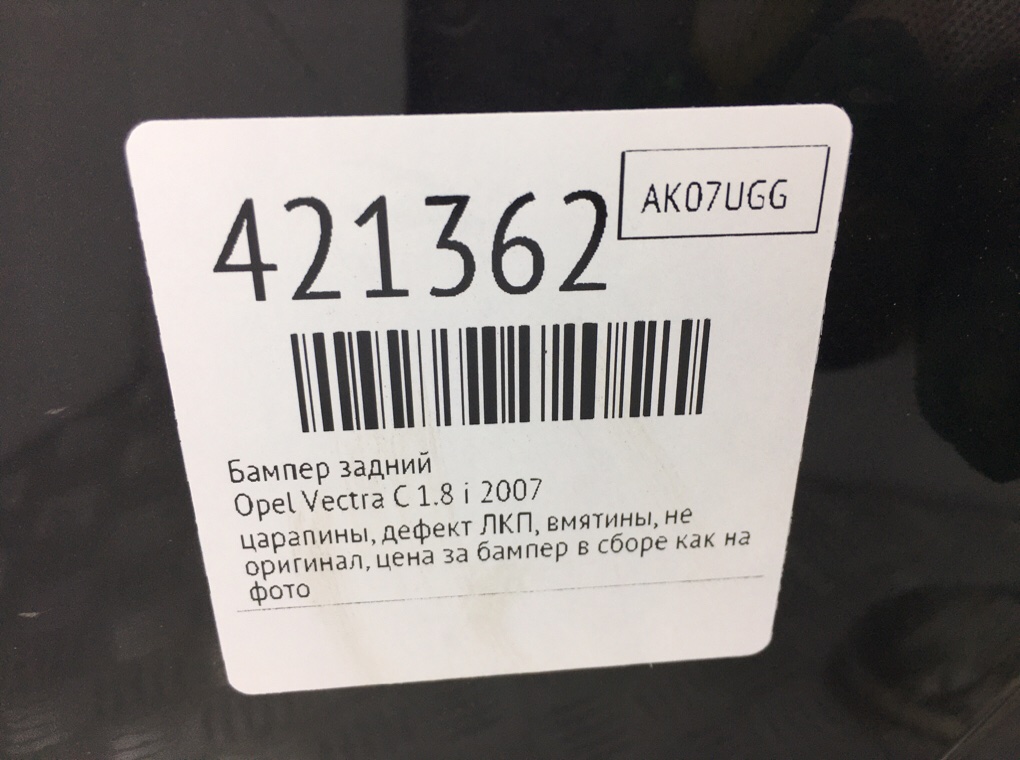 421362
AK07UGG
Бампер задний
Opel Vectra C 1.8 i 2007
царапины, дефект ЛКП, вмятины, не
оригинал, цена за бампер в сборе как на
фото